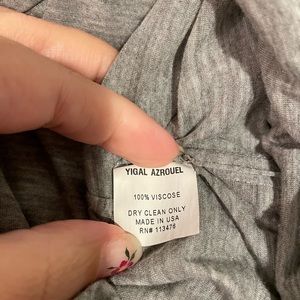 YIGAL AZROUEL
100% VISCOSE
DRY CLEAN ONLY
MADE IN USA
RN# 113476